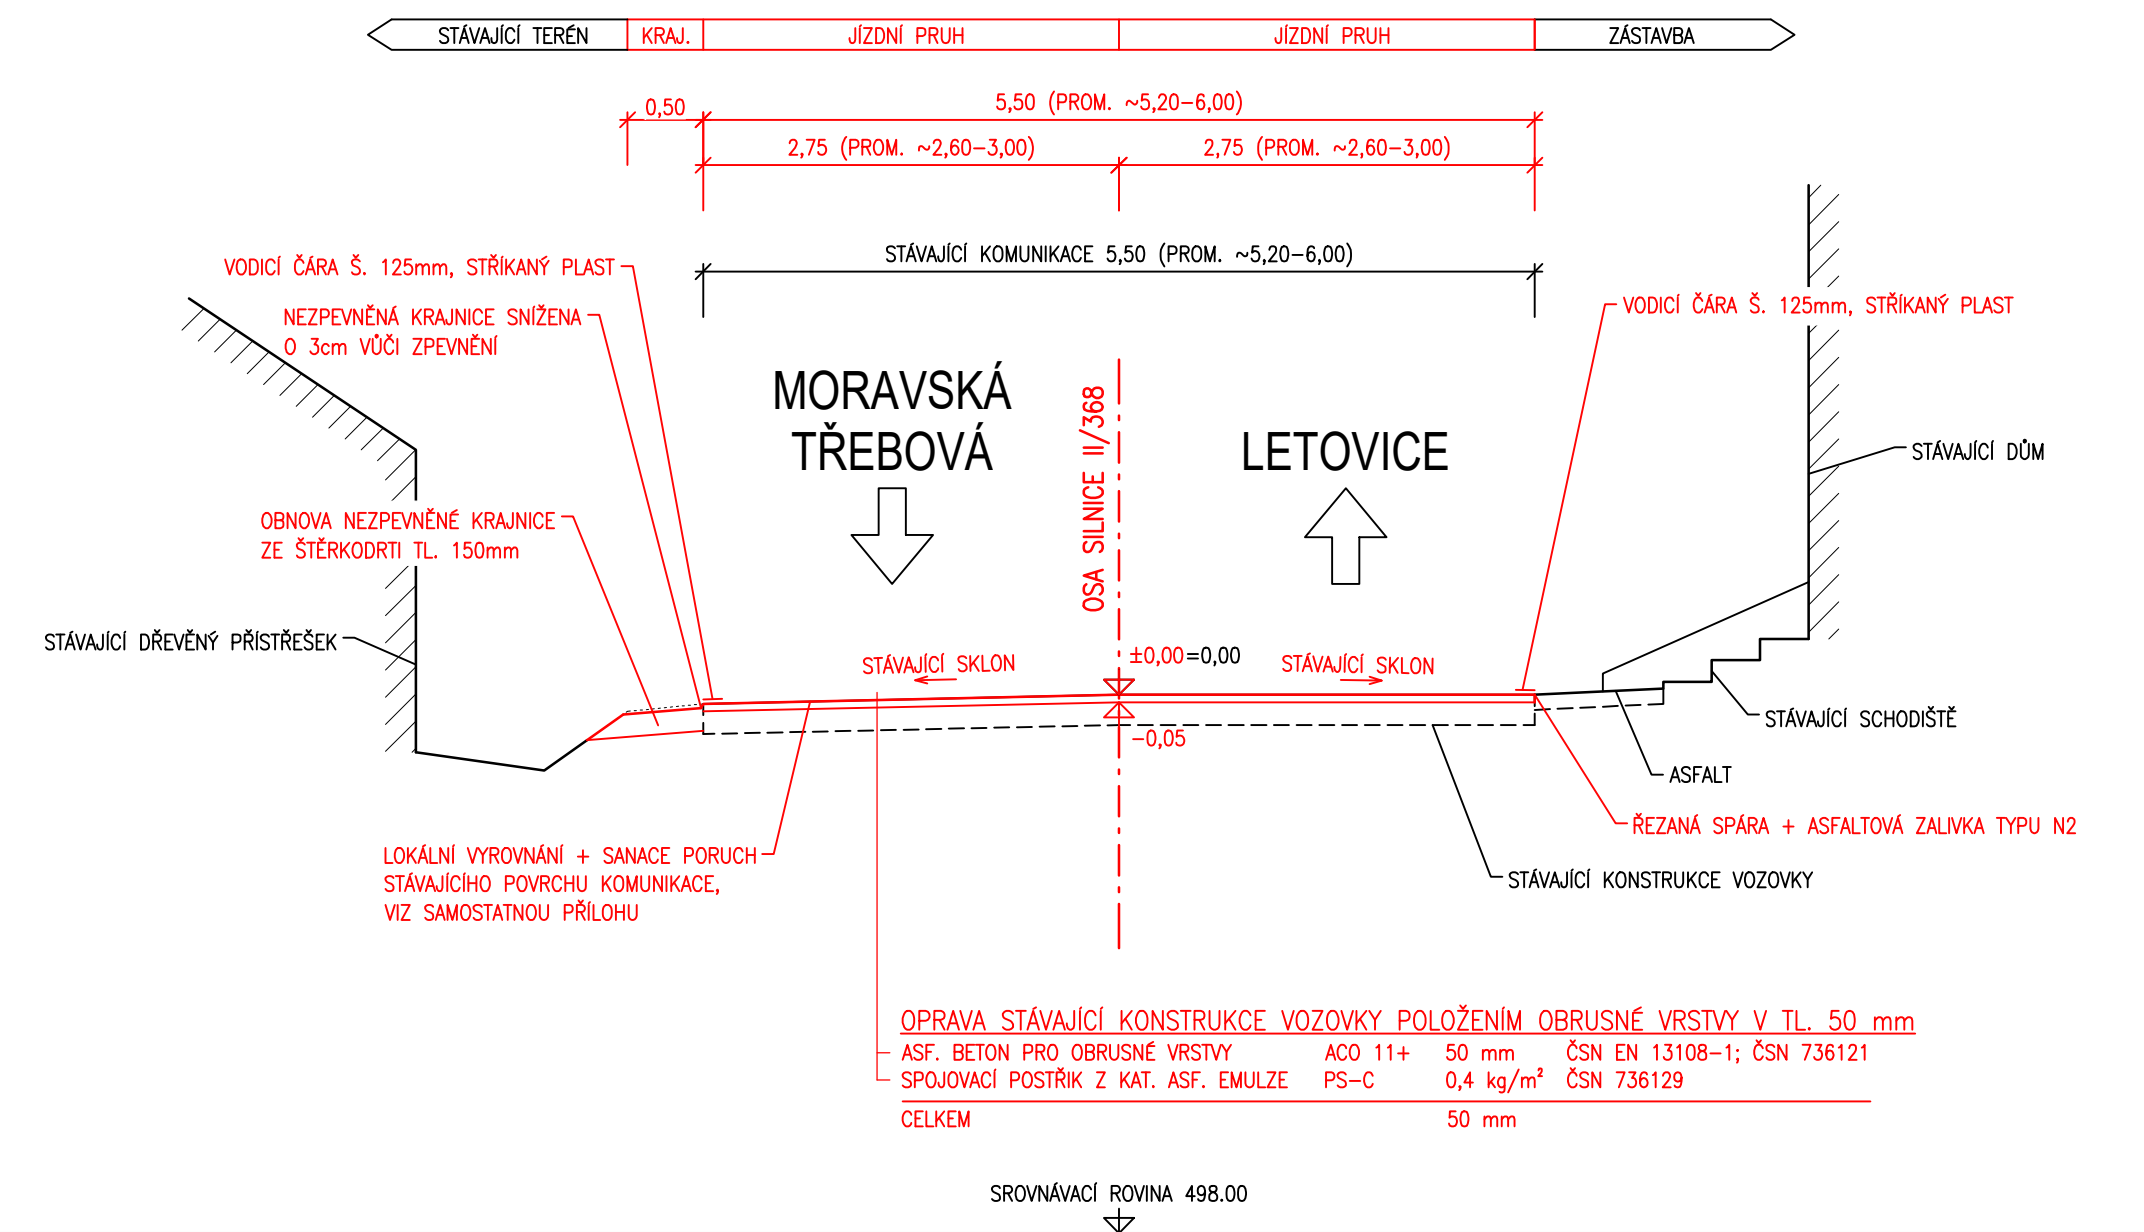 STÁVAJÍCÍ TERÉN KRAJ. JÍZDNÍ PRUH JÍZDNÍ PRUH ZÁSTAVBA
0,50 5,50 (PROM. ~5,20-6,00)
2,75 (PROM. ~2,60-3,00) 2,75 (PROM. ~2,60-3,00)
STÁVAJÍCÍ KOMUNIKACE 5,50 (PROM. ~5,20-6,00)
VODICÍ ČÁRA Š. 125mm, STŘÍKANÝ PLAST
NEZPEVNĚNÁ KRAJNICE SNÍŽENA
O 3cm VŮČI ZPEVNĚNÍ
VODICÍ ČÁRA Š. 125mm, STŘÍKANÝ PLAST
MORAVSKÁ
TŘEBOVÁ
OSA SILNICE II/368
LETOVICE
STÁVAJÍCÍ DŮM
OBNOVA NEZPEVNĚNÉ KRAJNICE
ZE ŠTĚRKODRTI TL. 150mm
STÁVAJÍCÍ DŘEVĚNÝ PŘÍSTŘEŠEK
STÁVAJÍCÍ SKLON
±0,00=0,00
STÁVAJÍCÍ SKLON
-0,05
STÁVAJÍCÍ SCHODIŠTĚ
ASFALT
ŘEZANÁ SPÁRA + ASFALTOVÁ ZALIVKA TYPU N2
STÁVAJÍCÍ KONSTRUKCE VOZOVKY
LOKÁLNÍ VYROVNÁNÍ + SANACE PORUCH
STÁVAJÍCÍHO POVRCHU KOMUNIKACE,
VIZ SAMOSTATNOU PŘÍLOHU
OPRAVA STÁVAJÍCÍ KONSTRUKCE VOZOVKY POLOŽENÍM OBRUSNÉ VRSTVY V TL. 50 mm
ASF. BETON PRO OBRUSNÉ VRSTVY ACO 11+ 50 mm ČSN EN 13108-1; ČSN 736121
SPOJOVACÍ POSTŘIK Z KAT. ASF. EMULZE PS-C 0,4 kg/m² ČSN 736129
CELKEM 50 mm
SROVNÁVACÍ ROVINA 498.00